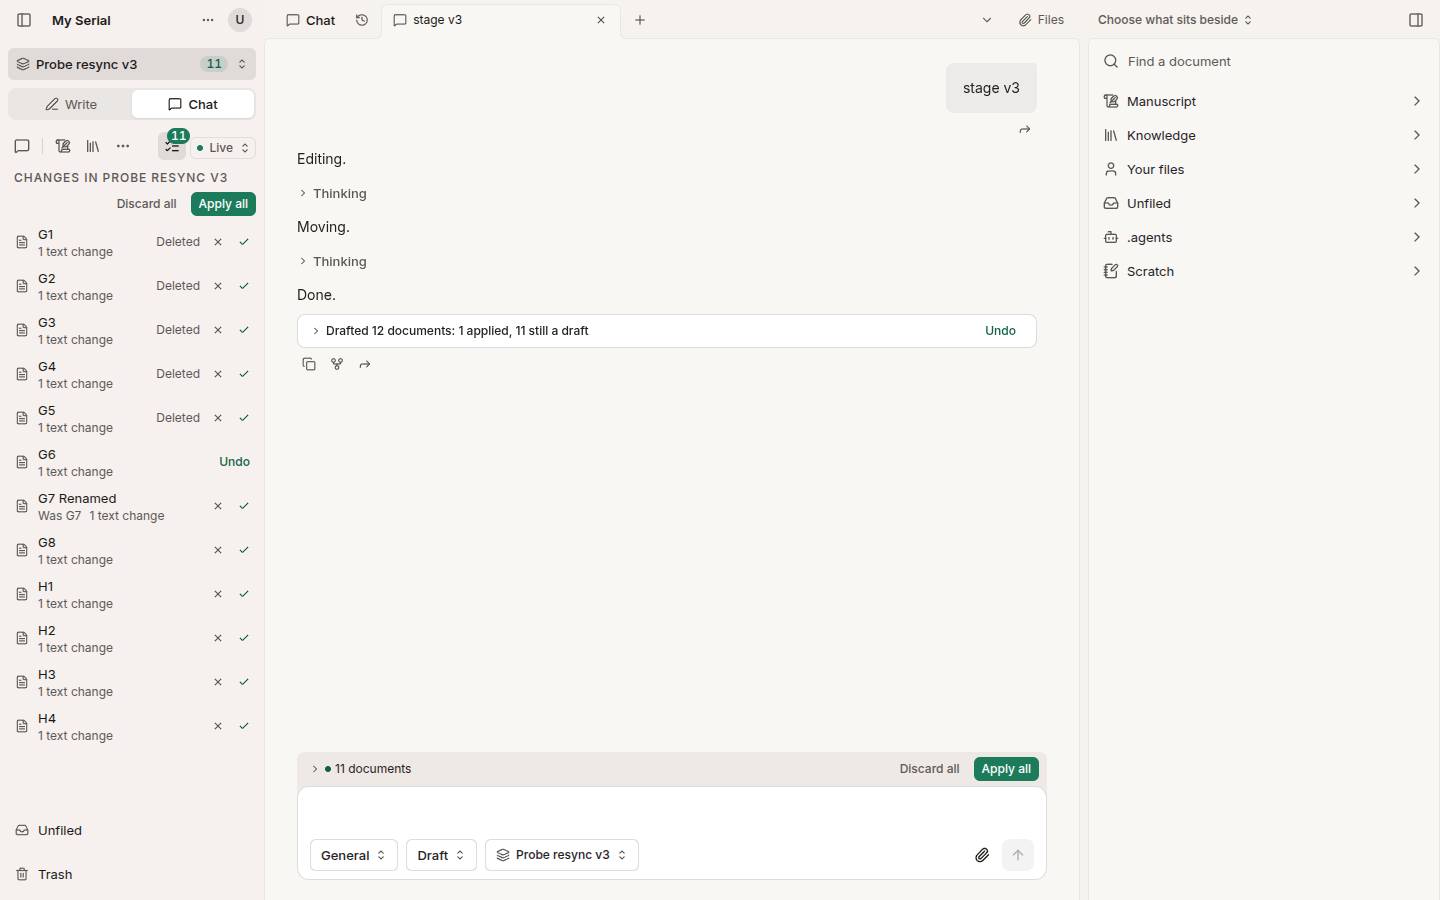 My Serial
U
Probe resync v3
11
Write
Chat
11
Live
CHANGES IN PROBE RESYNC V3
Discard all
Apply all
G1
1 text change
Deleted
G2
1 text change
Deleted
G3
1 text change
Deleted
G4
1 text change
Deleted
G5
1 text change
Deleted
G6
1 text change
Undo
G7 Renamed
Was G7 1 text change
G8
1 text change
H1
1 text change
H2
1 text change
H3
1 text change
H4
1 text change
Unfiled
Trash
Chat
stage v3
Files
stage v3
Editing.
Thinking
Moving.
Thinking
Done.
Drafted 12 documents: 1 applied, 11 still a draft
Undo
11 documents
Discard all
Apply all
General
Draft
Probe resync v3
Choose what sits beside
Find a document
Manuscript
Knowledge
Your files
Unfiled
.agents
Scratch